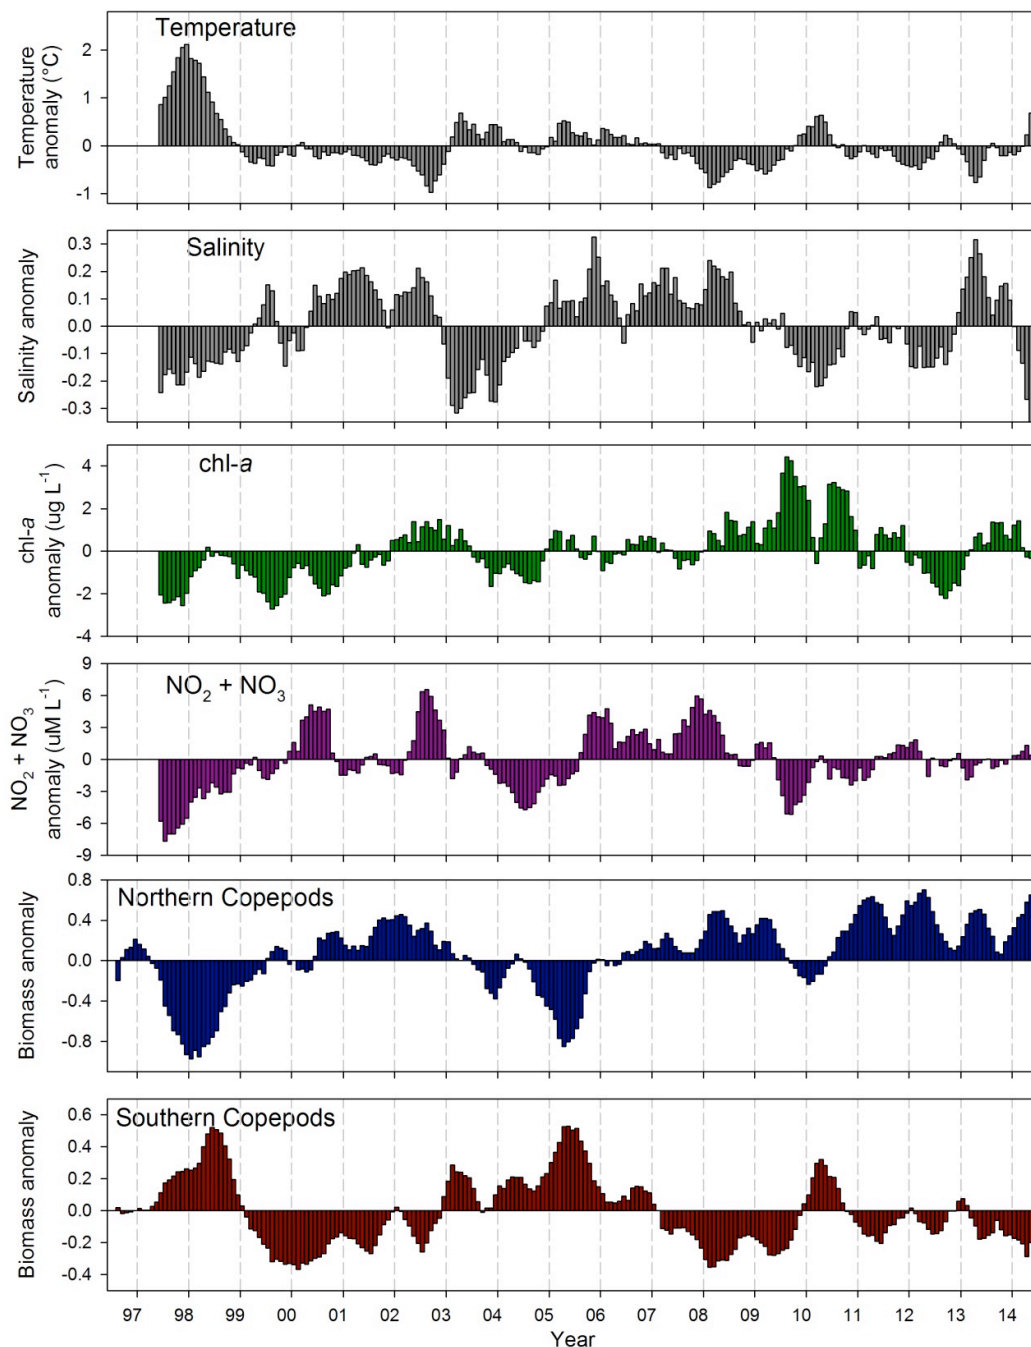 Temperature
Temperature
anomaly (°C)
2
1
0
-1
Salinity
Salinity anomaly
0.3
0.2
0.1
0.0
-0.1
-0.2
-0.3
chl-a
chl-a
anomaly (ug L⁻¹)
4
2
0
-2
-4
NO₂ + NO₃
NO₂ + NO₃
anomaly (uM L⁻¹)
9
6
3
0
-3
-6
-9
Northern Copepods
Biomass anomaly
0.8
0.4
0.0
-0.4
-0.8
Southern Copepods
Biomass anomaly
0.6
0.4
0.2
0.0
-0.2
-0.4
97 98 99 00 01 02 03 04 05 06 07 08 09 10 11 12 13 14
Year